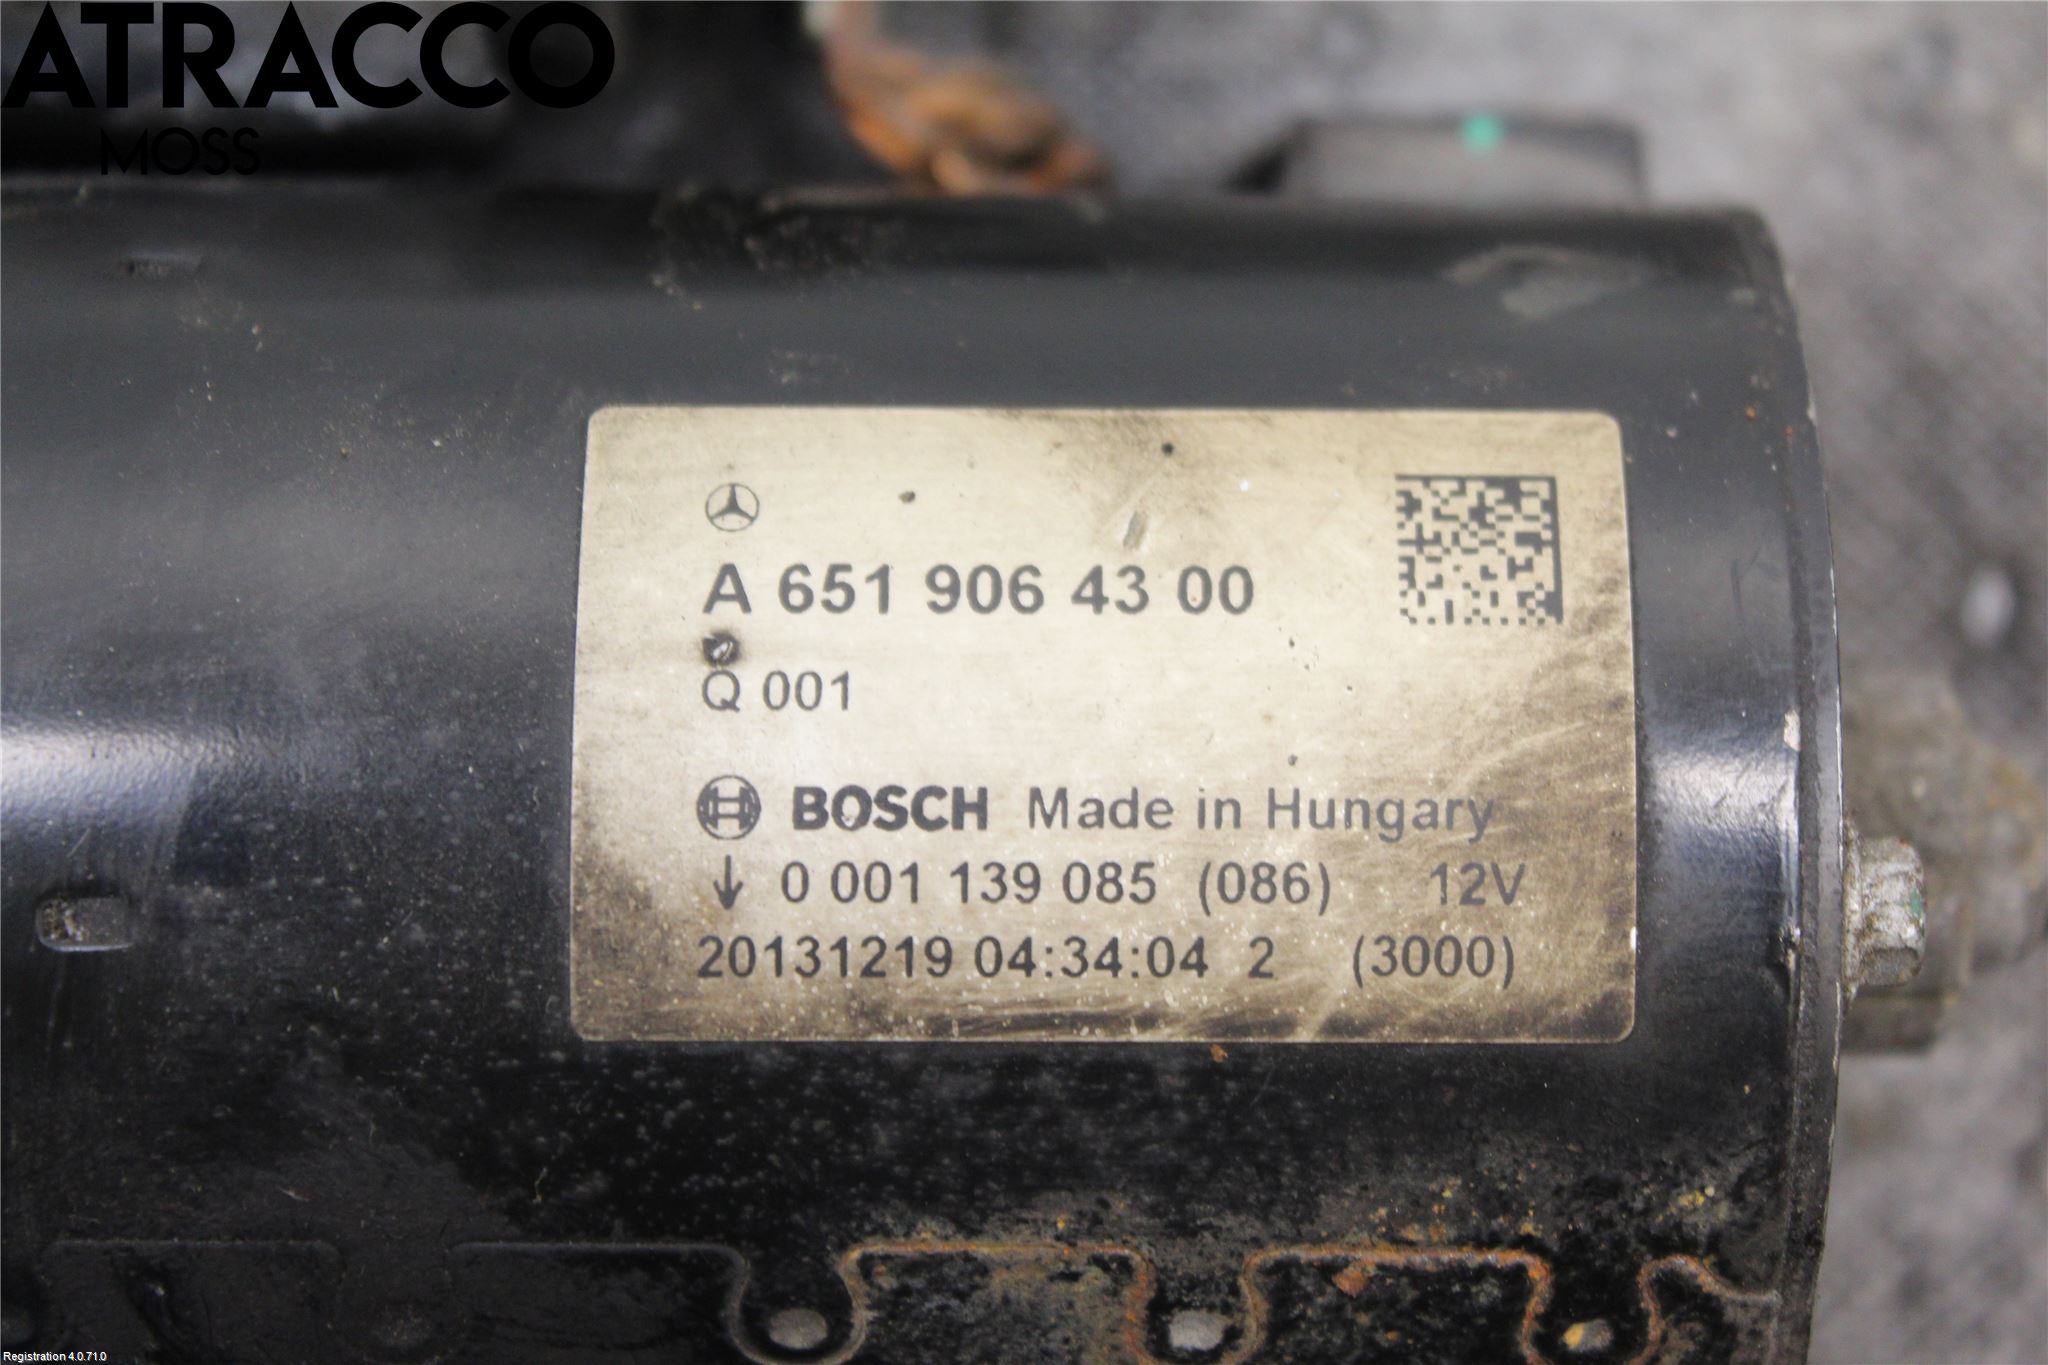 ATRACCO
MOSS
A 651 906 43 00
Q 001
BOSCH Made in Hungary
↓ 0 001 139 085 (086) 12V
20131219 04:34:04 2 (3000)
Registration 4.0.71.0